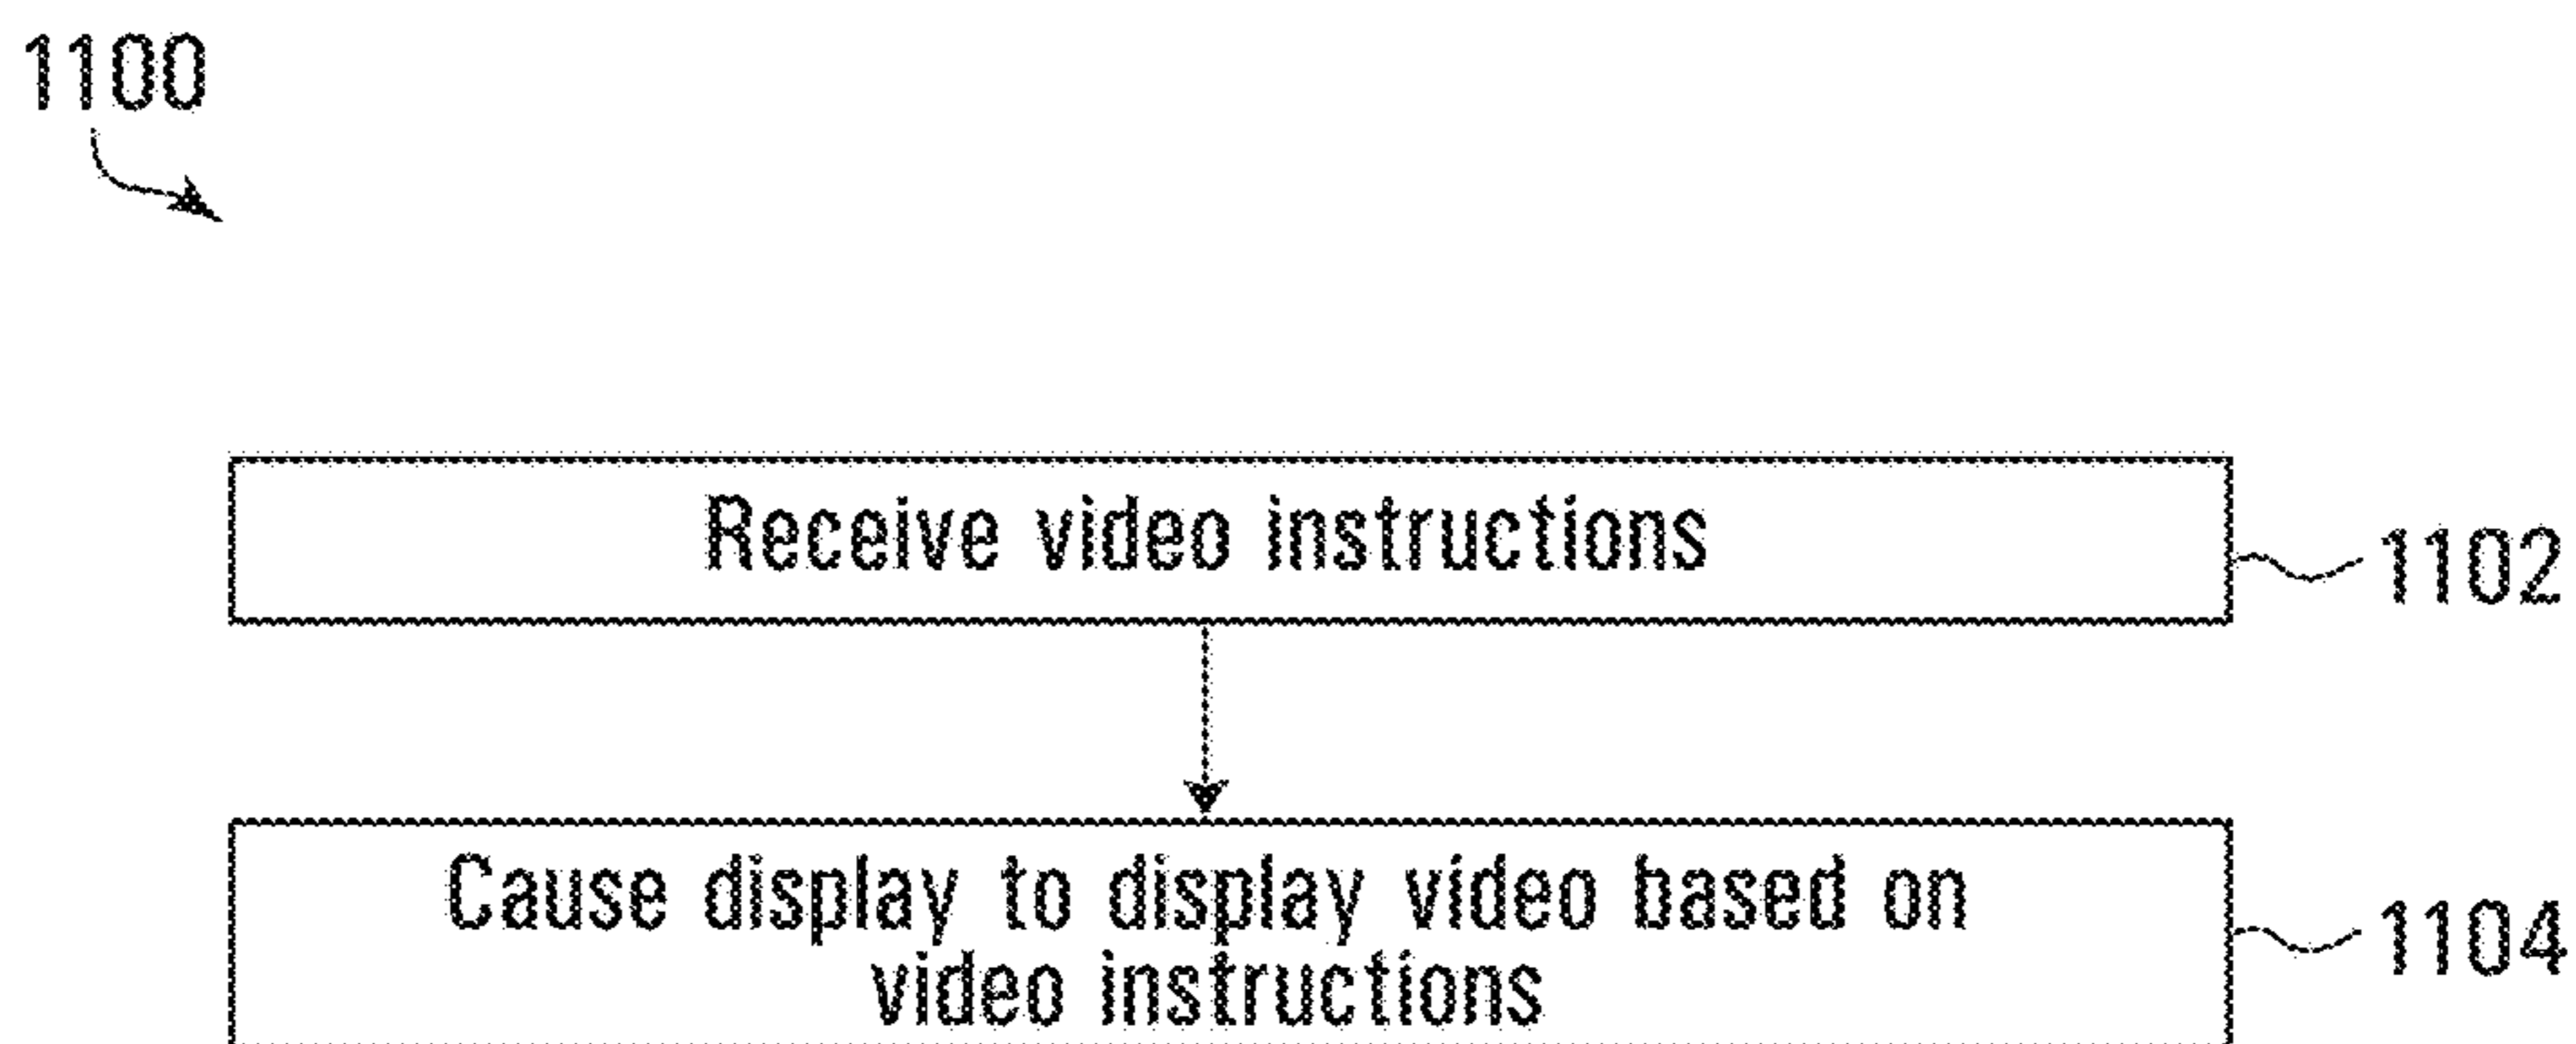 1100
Receive video instructions
1102
Cause display to display video based on
video instructions
1104